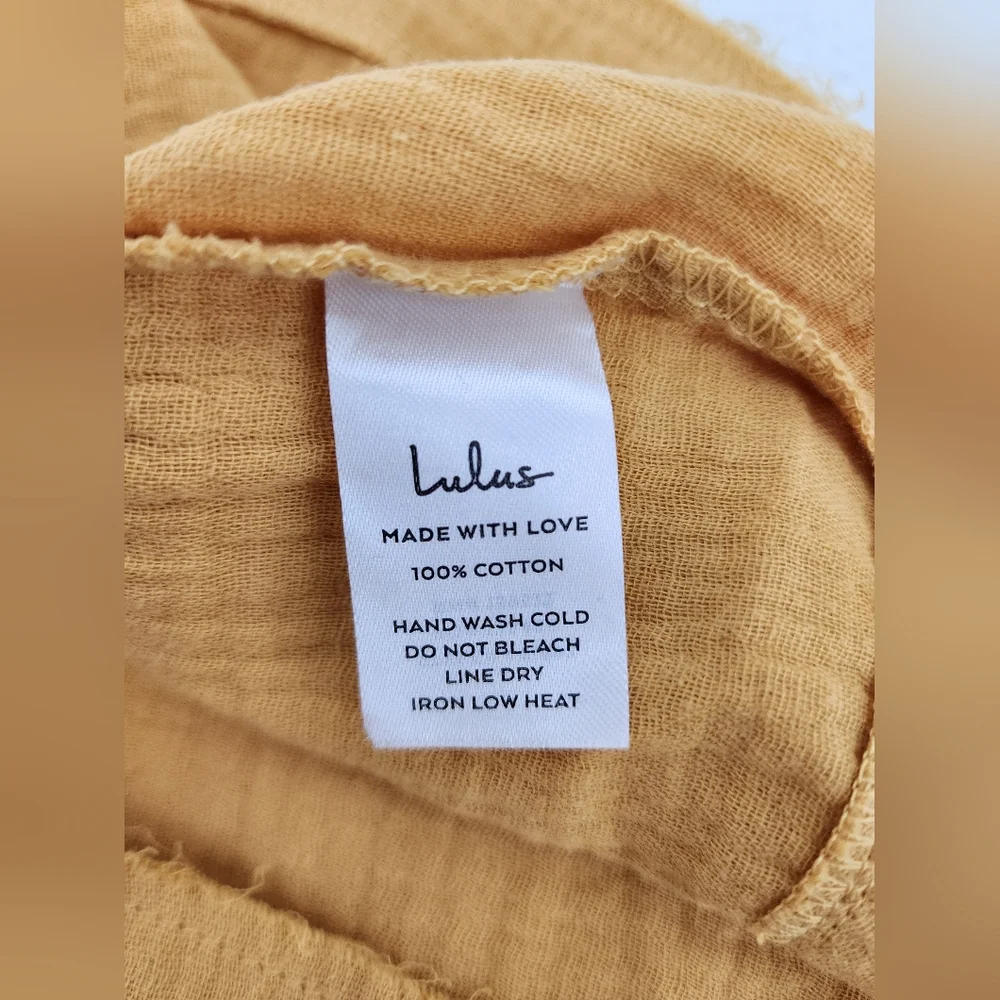 Lulus
MADE WITH LOVE
100% COTTON
HAND WASH COLD
DO NOT BLEACH
LINE DRY
IRON LOW HEAT